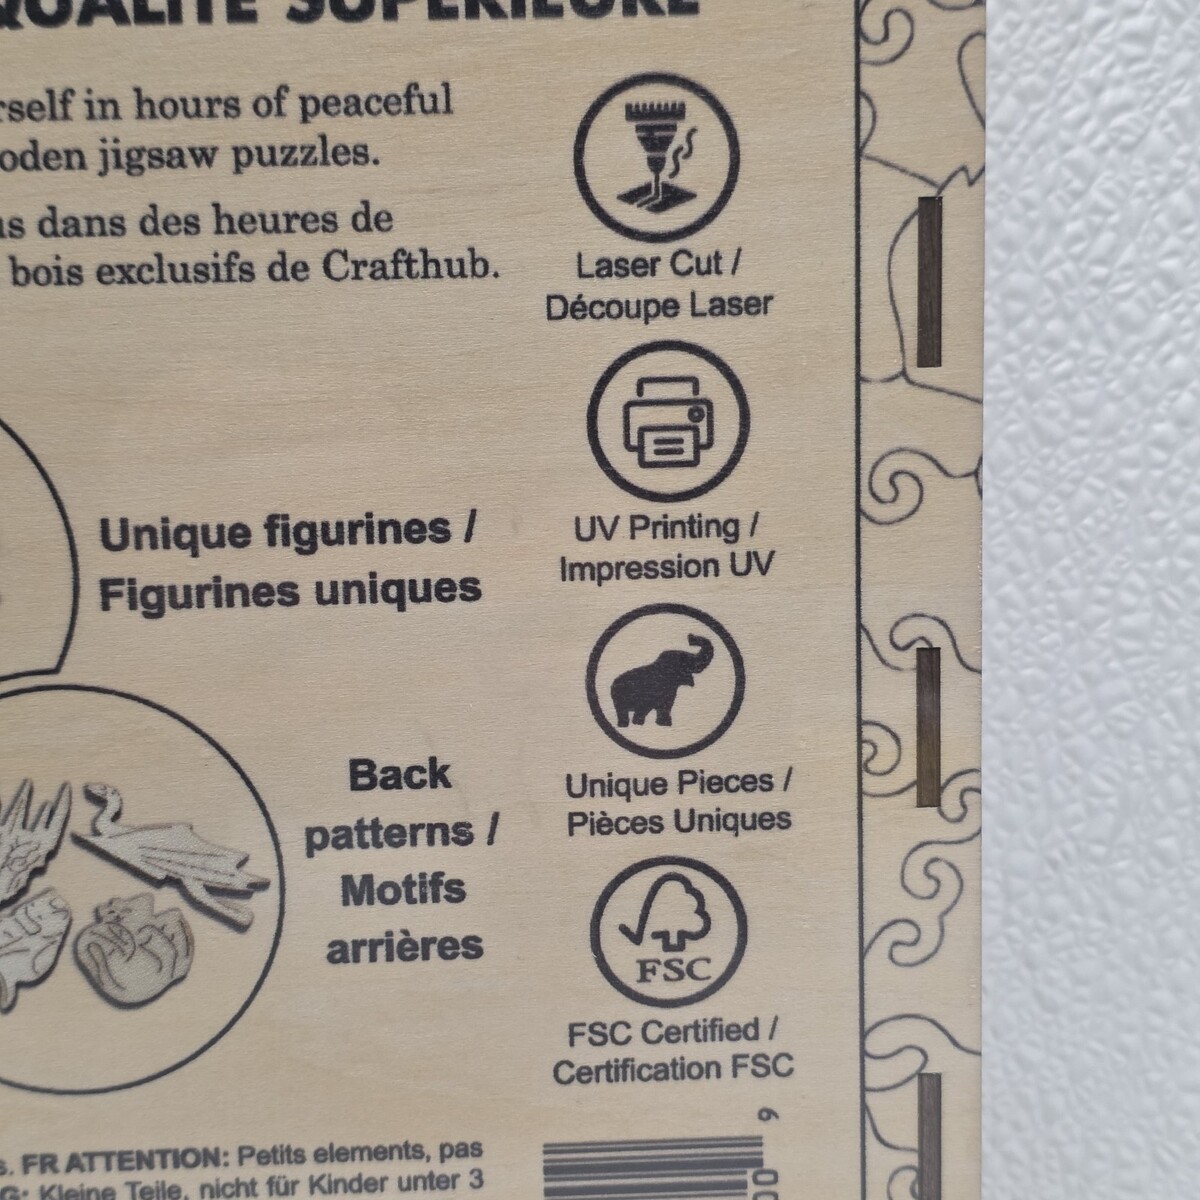 QUALITÉ SUPÉRIEURE
rself in hours of peaceful
oden jigsaw puzzles.
us dans des heures de
bois exclusifs de Crafthub.
Laser Cut /
Découpe Laser
UV Printing /
Impression UV
Unique figurines /
Figurines uniques
Unique Pieces /
Pièces Uniques
Back
patterns /
Motifs
arrières
FSC
FSC Certified /
Certification FSC
s. FR ATTENTION: Petits elements, pas
G: Kleine Teile, nicht für Kinder unter 3
6
00